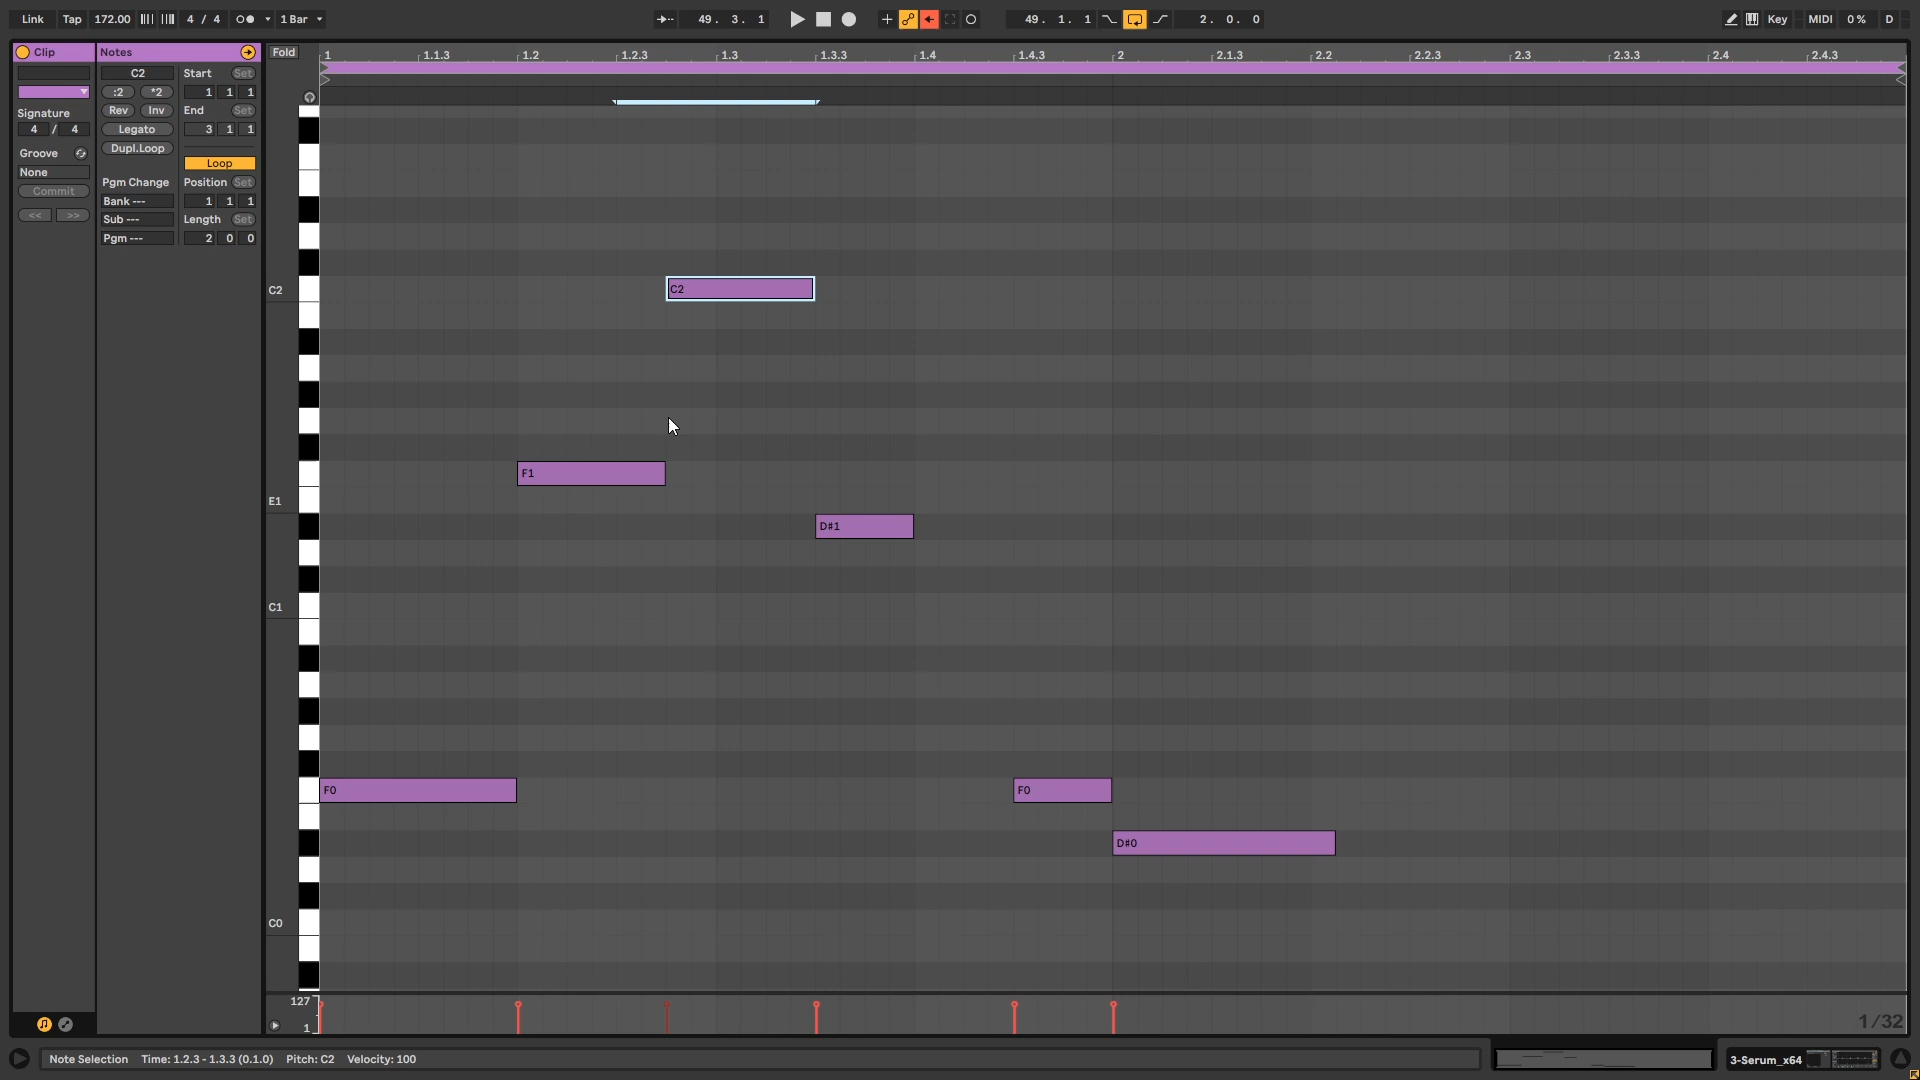 Link Tap 172.00 4 / 4 1 Bar 49. 3. 1 49. 1. 1 2. 0. 0 Key MIDI 0 % D
Clip Notes Fold 1 1.1.3 1.2 1.2.3 1.3 1.3.3 1.4 1.4.3 2 2.1.3 2.2 2.2.3 2.3 2.3.3 2.4 2.4.3
C2 Start Set
:2 *2 1 1 1
Signature Rev Inv End Set
4 / 4 Legato 3 1 1
Groove Dupl.Loop
None Loop
Commit Pgm Change Position Set
Bank --- 1 1 1
<< >> Sub --- Length Set
Pgm --- 2 0 0
C2 C2
F1
E1
D#1
C1
F0 F0
D#0
C0
127
1 1/32
Note Selection Time: 1.2.3 - 1.3.3 (0.1.0) Pitch: C2 Velocity: 100 3-Serum_x64